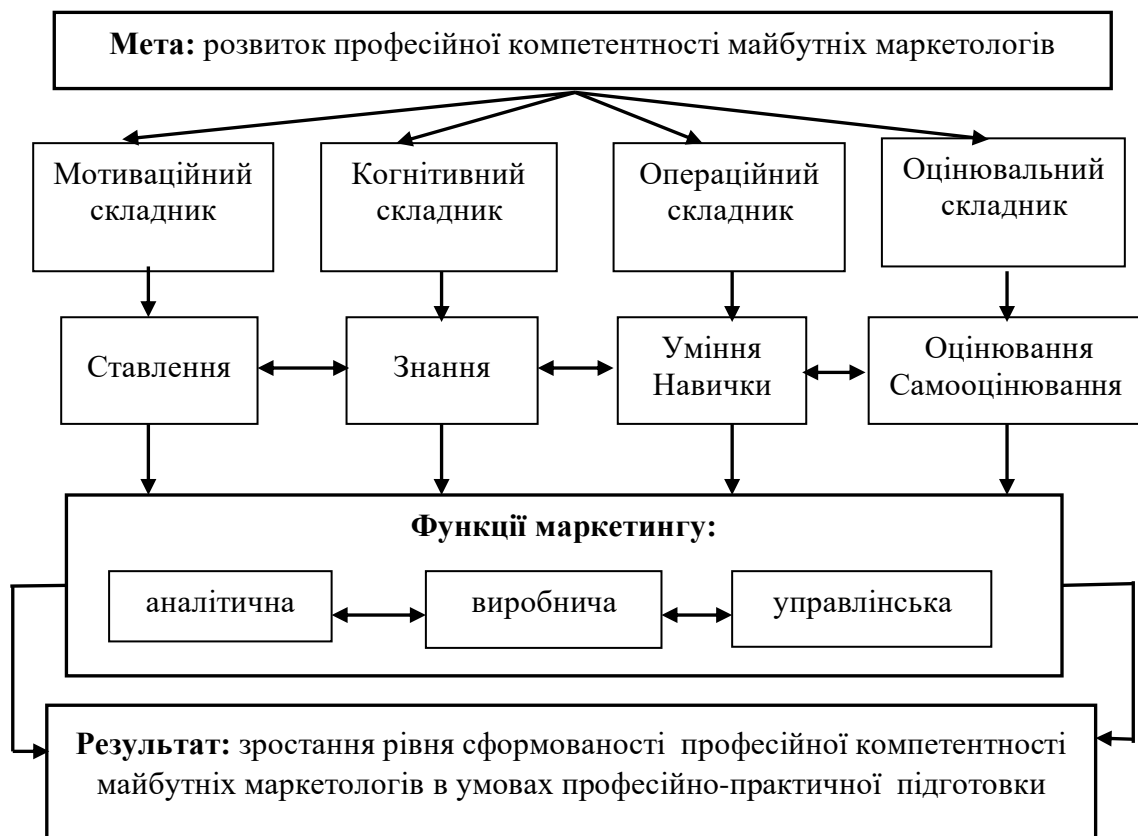 Мета: розвиток професійної компетентності майбутніх маркетологів
Мотиваційний
складник
Когнітивний
складник
Операційний
складник
Оцінювальний
складник
Ставлення
Знання
Уміння
Навички
Оцінювання
Самооцінювання
Функції маркетингу:
аналітична
виробнича
управлінська
Результат: зростання рівня сформованості професійної компетентності
майбутніх маркетологів в умовах професійно-практичної підготовки